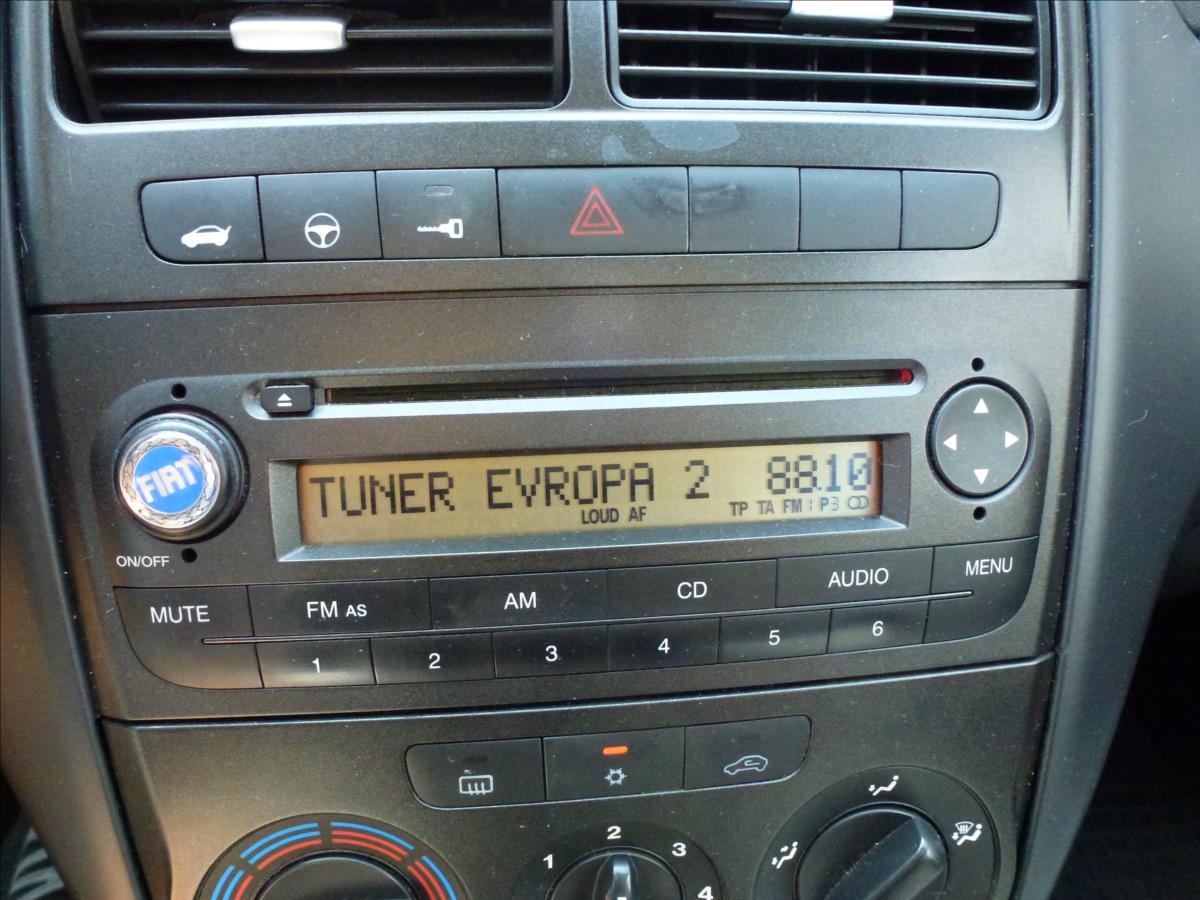 TUNER EVROPA 2 88.10
LOUD AF TP TA FM1 P3
FIAT
ON/OFF
MUTE FM AS AM CD AUDIO MENU
1 2 3 4 5 6
1 2 3 4